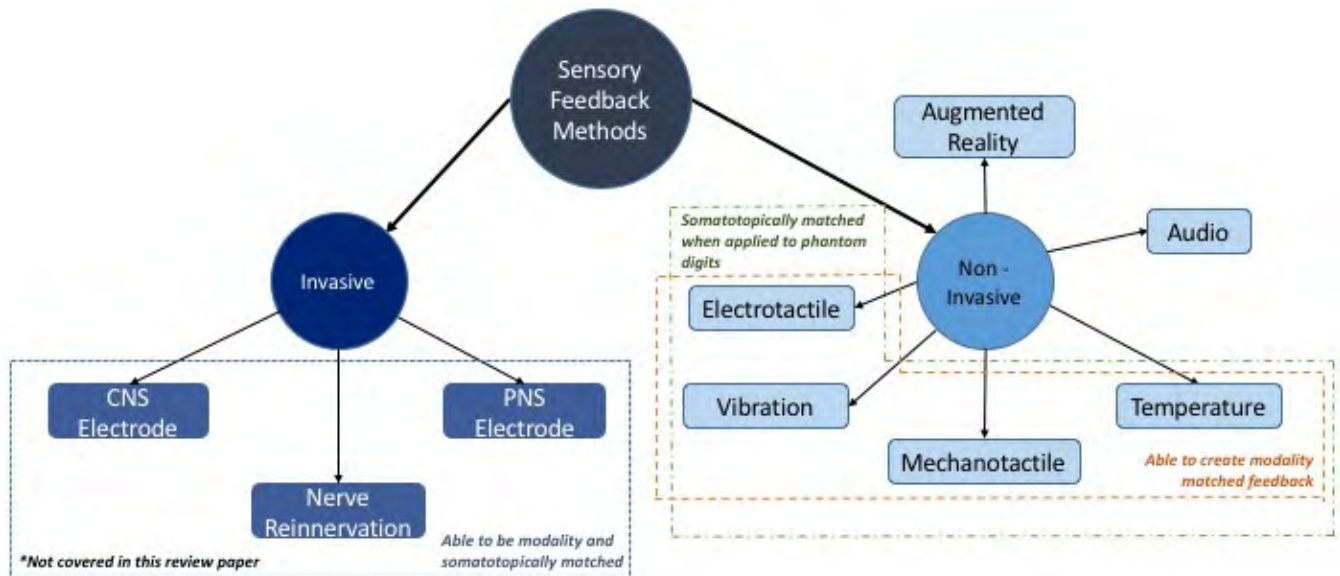 Sensory
Feedback
Methods
Augmented
Reality
Somatotopically matched
when applied to phantom
digits
Audio
Invasive
Non -
Invasive
Electrotactile
CNS
Electrode
PNS
Electrode
Vibration
Temperature
Mechanotactile
Able to create modality
matched feedback
Nerve
Reinnervation
*Not covered in this review paper
Able to be modality and
somatotopically matched